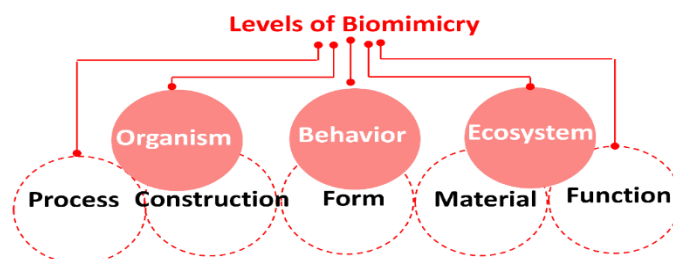 Levels of Biomimicry
Organism
Behavior
Ecosystem
Process
Construction
Form
Material
Function